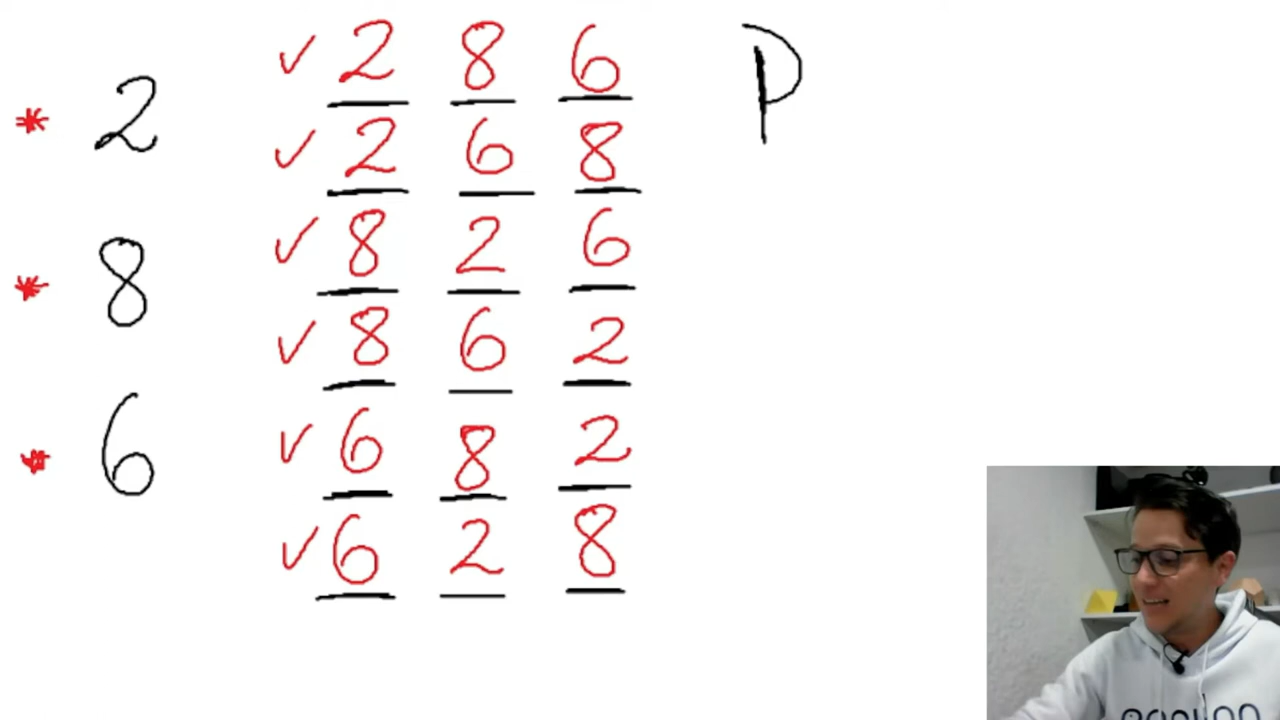 2
8
6
✓ 2 8 6
✓ 2 6 8
✓ 8 2 6
✓ 8 6 2
✓ 6 8 2
✓ 6 2 8
P